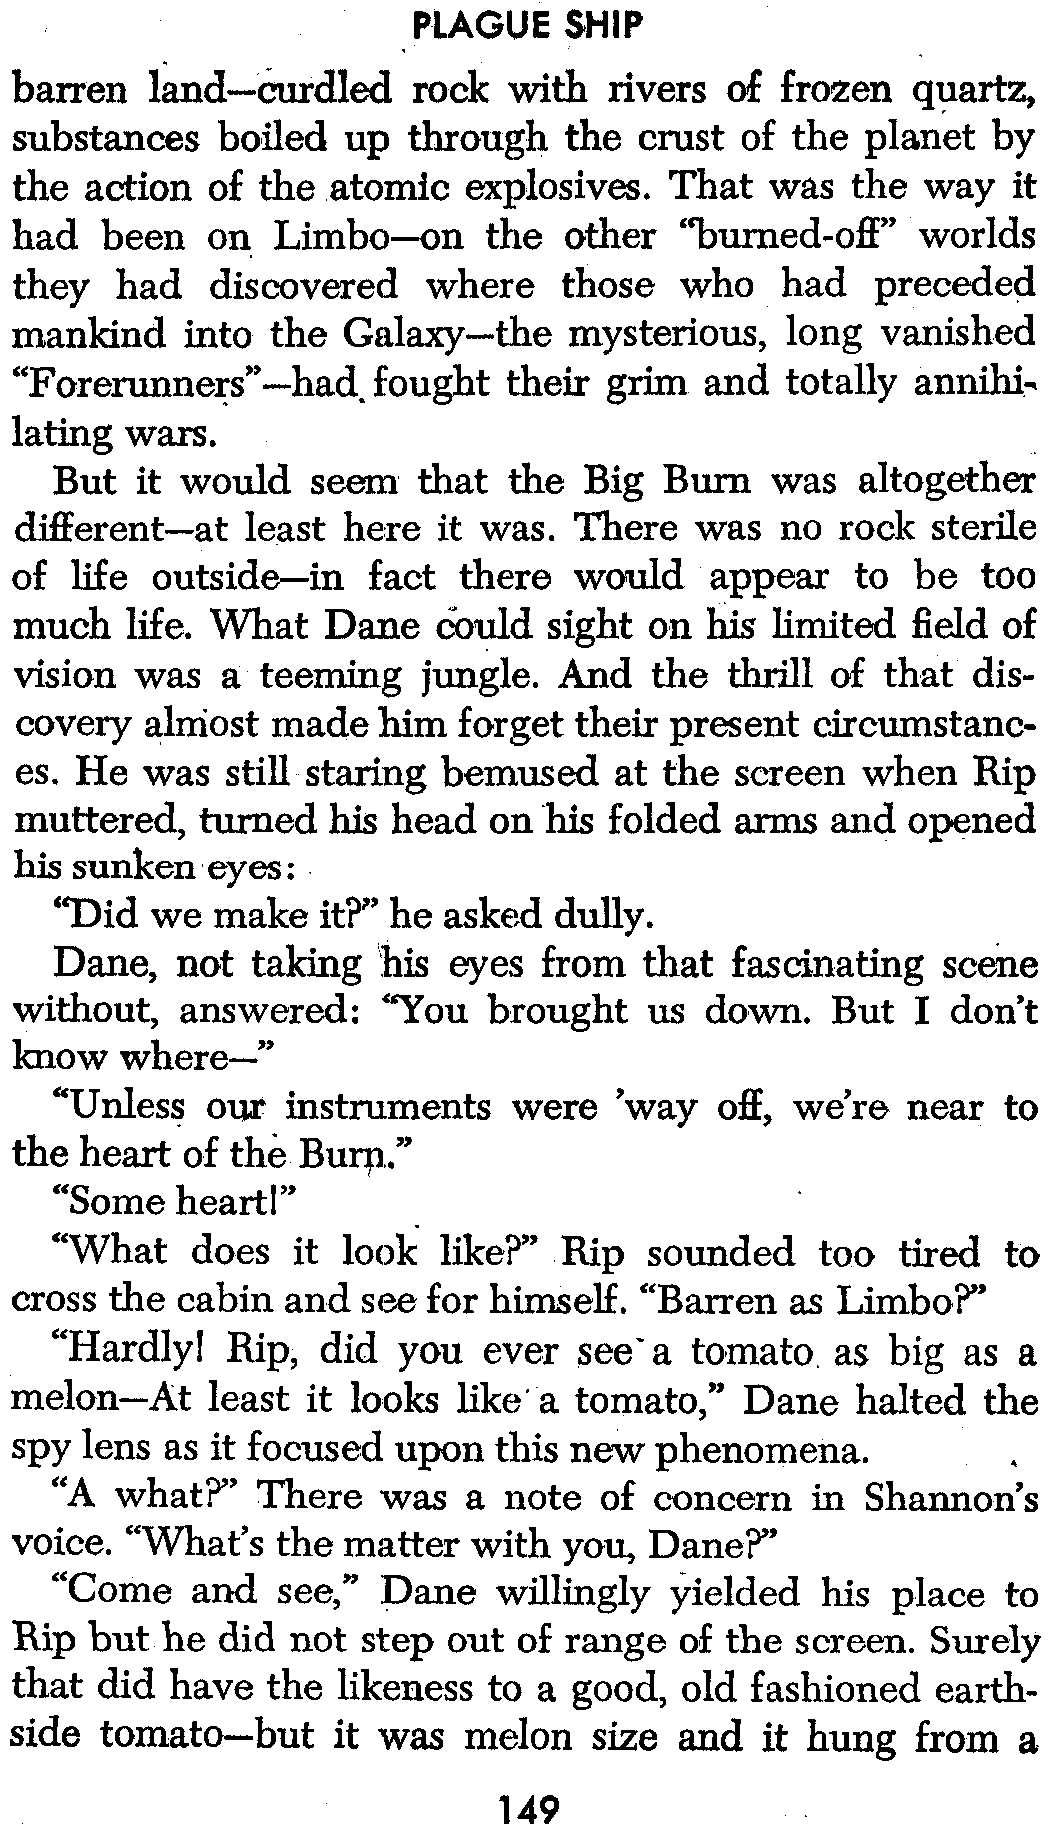 PLAGUE SHIP
barren land—curdled rock with rivers of frozen quartz,
substances boiled up through the crust of the planet by
the action of the atomic explosives. That was the way it
had been on Limbo—on the other “burned-off” worlds
they had discovered where those who had preceded
mankind into the Galaxy—the mysterious, long vanished
“Forerunners”—had fought their grim and totally annihi-
lating wars.
But it would seem that the Big Burn was altogether
different—at least here it was. There was no rock sterile
of life outside—in fact there would appear to be too
much life. What Dane could sight on his limited field of
vision was a teeming jungle. And the thrill of that dis-
covery almost made him forget their present circumstanc-
es. He was still staring bemused at the screen when Rip
muttered, turned his head on his folded arms and opened
his sunken eyes:
“Did we make it?” he asked dully.
Dane, not taking his eyes from that fascinating scene
without, answered: “You brought us down. But I don't
know where—”
“Unless our instruments were 'way off, we're near to
the heart of the Burn.”
“Some heart!”
“What does it look like?” Rip sounded too tired to
cross the cabin and see for himself. “Barren as Limbo?”
“Hardly! Rip, did you ever see a tomato as big as a
melon—At least it looks like a tomato,” Dane halted the
spy lens as it focused upon this new phenomena.
“A what?” There was a note of concern in Shannon's
voice. “What's the matter with you, Dane?”
“Come and see,” Dane willingly yielded his place to
Rip but he did not step out of range of the screen. Surely
that did have the likeness to a good, old fashioned earth-
side tomato—but it was melon size and it hung from a
149